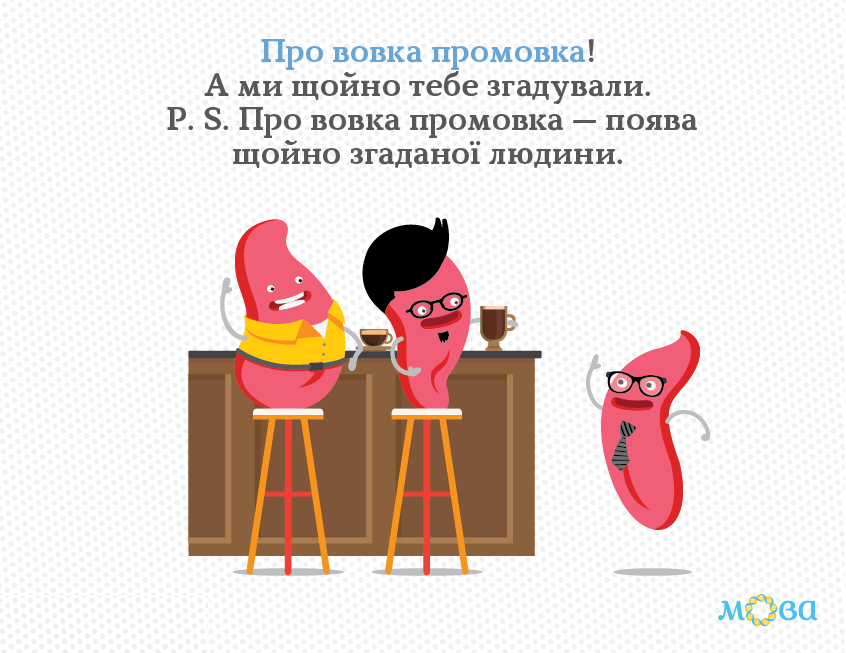 Про вовка промовка!
А ми щойно тебе згадували.
P. S. Про вовка промовка — поява
щойно згаданої людини.
мова